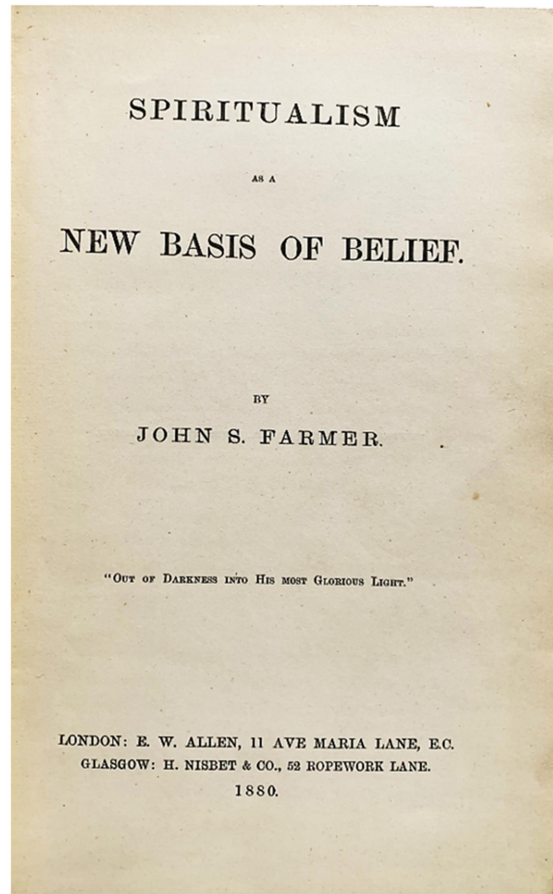 SPIRITUALISM
AS A
NEW BASIS OF BELIEF.
BY
JOHN S. FARMER.
"OUT OF DARKNESS INTO HIS MOST GLORIOUS LIGHT."
LONDON: E. W. ALLEN, 11 AVE MARIA LANE, E.C.
GLASGOW: H. NISBET & CO., 52 ROPEWORK LANE.
1880.